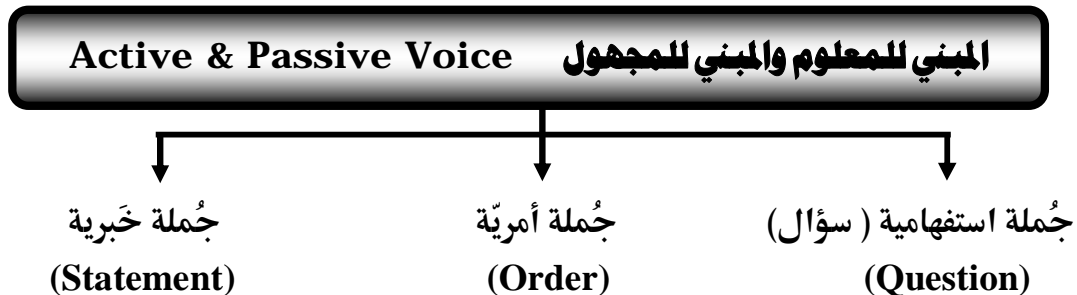 Active & Passive Voice المبني للمعلوم والمبني للمجهول
جُملة خَبرية
(Statement)
جُملة أمريّة
(Order)
جُملة استفهامية ( سؤال)
(Question)